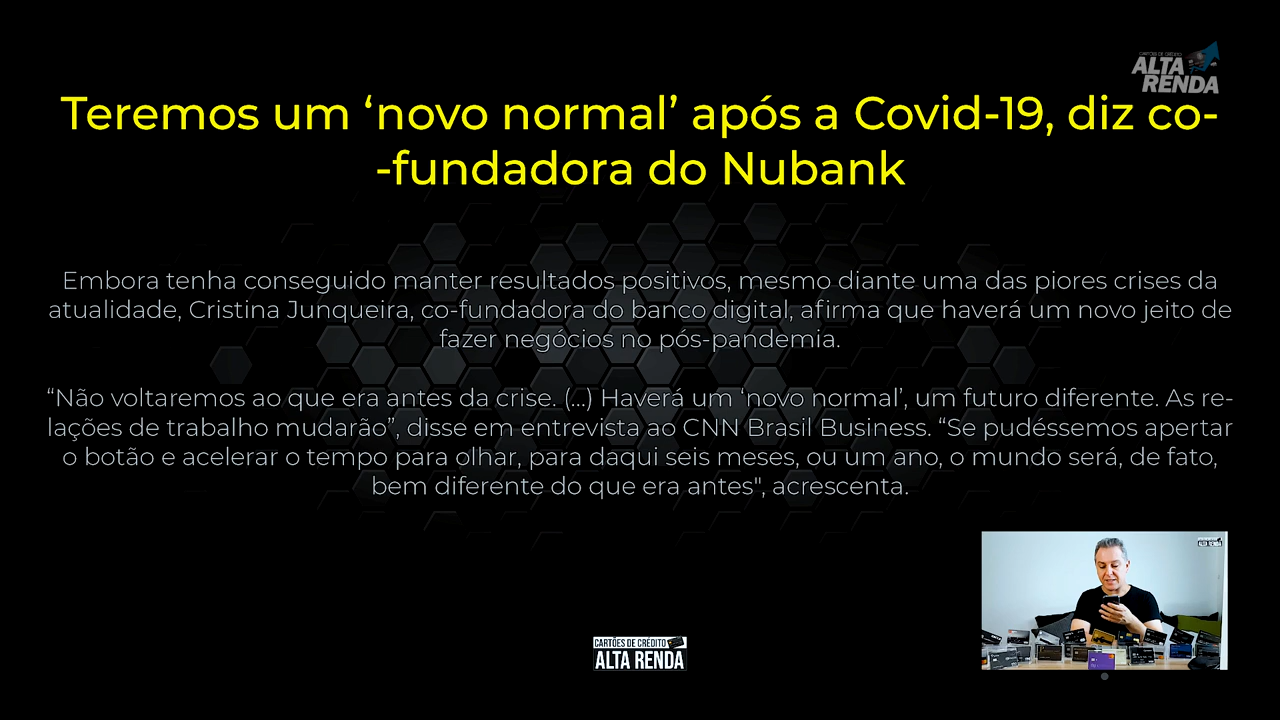 CARTÕES DE CRÉDITO
ALTA
RENDA
Teremos um ‘novo normal’ após a Covid-19, diz co-
-fundadora do Nubank
Embora tenha conseguido manter resultados positivos, mesmo diante uma das piores crises da
atualidade, Cristina Junqueira, co-fundadora do banco digital, afirma que haverá um novo jeito de
fazer negócios no pós-pandemia.
“Não voltaremos ao que era antes da crise. (...) Haverá um ‘novo normal’, um futuro diferente. As re-
lações de trabalho mudarão”, disse em entrevista ao CNN Brasil Business. “Se pudéssemos apertar
o botão e acelerar o tempo para olhar, para daqui seis meses, ou um ano, o mundo será, de fato,
bem diferente do que era antes", acrescenta.
ALTA RENDA
CARTÕES DE CRÉDITO
ALTA RENDA